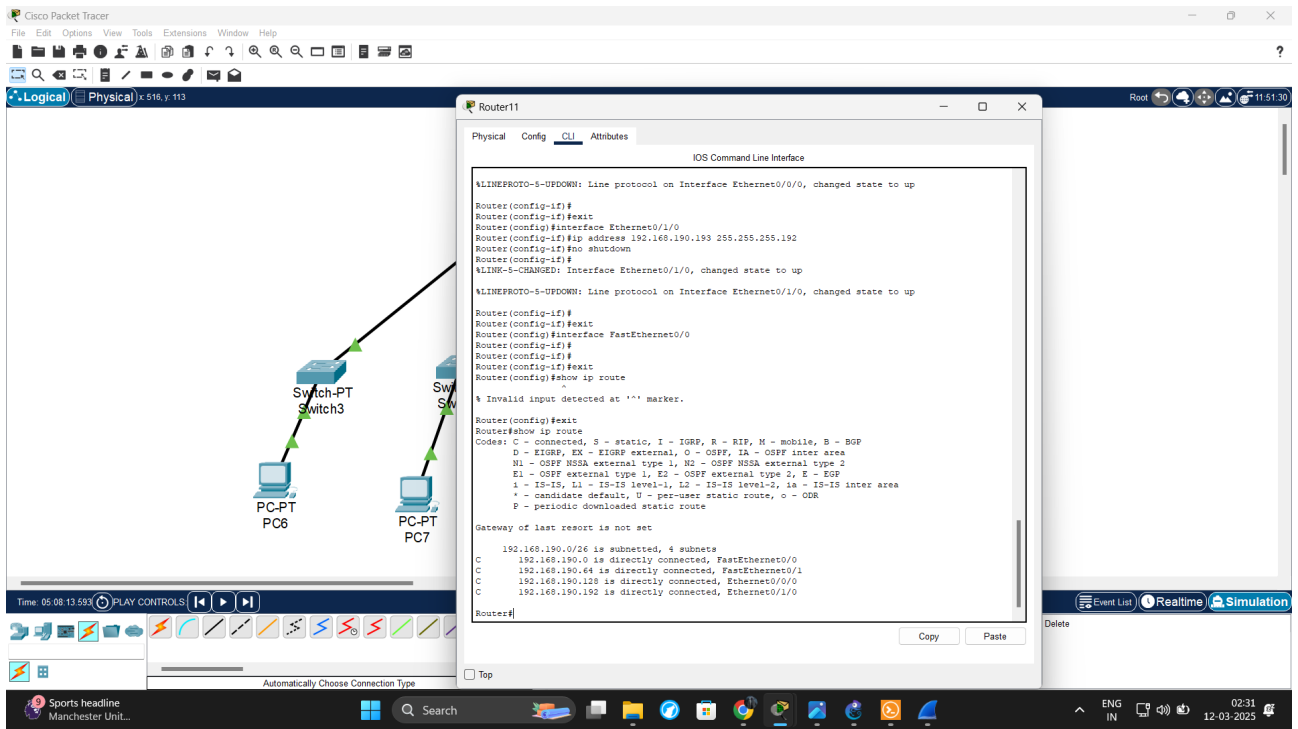 Cisco Packet Tracer
File Edit Options View Tools Extensions Window Help
?
Logical Physical x: 516, y: 113
Root 11:51:30
Router11
Physical Config CLI Attributes
IOS Command Line Interface
%LINEPROTO-5-UPDOWN: Line protocol on Interface Ethernet0/0/0, changed state to up
Router(config-if)#
Router(config-if)#exit
Router(config)#interface Ethernet0/1/0
Router(config-if)#ip address 192.168.190.193 255.255.255.192
Router(config-if)#no shutdown
Router(config-if)#
%LINK-5-CHANGED: Interface Ethernet0/1/0, changed state to up
%LINEPROTO-5-UPDOWN: Line protocol on Interface Ethernet0/1/0, changed state to up
Router(config-if)#
Router(config-if)#exit
Router(config)#interface FastEthernet0/0
Router(config-if)#
Router(config-if)#
Router(config-if)#exit
Router(config)#show ip route
^
% Invalid input detected at '^' marker.
Router(config)#exit
Router#show ip route
Codes: C - connected, S - static, I - IGRP, R - RIP, M - mobile, B - BGP
D - EIGRP, EX - EIGRP external, O - OSPF, IA - OSPF inter area
N1 - OSPF NSSA external type 1, N2 - OSPF NSSA external type 2
E1 - OSPF external type 1, E2 - OSPF external type 2, E - EGP
i - IS-IS, L1 - IS-IS level-1, L2 - IS-IS level-2, ia - IS-IS inter area
* - candidate default, U - per-user static route, o - ODR
P - periodic downloaded static route
Gateway of last resort is not set
192.168.190.0/26 is subnetted, 4 subnets
C 192.168.190.0 is directly connected, FastEthernet0/0
C 192.168.190.64 is directly connected, FastEthernet0/1
C 192.168.190.128 is directly connected, Ethernet0/0/0
C 192.168.190.192 is directly connected, Ethernet0/1/0
Router#
Copy Paste
Top
Switch-PT
Switch3
Sw
Sw
PC-PT
PC6
PC-PT
PC7
Time: 05:08:13.593 PLAY CONTROLS:
Event List Realtime Simulation
Delete
Automatically Choose Connection Type
9
Sports headline
Manchester Unit...
Search
ENG
IN
02:31
12-03-2025